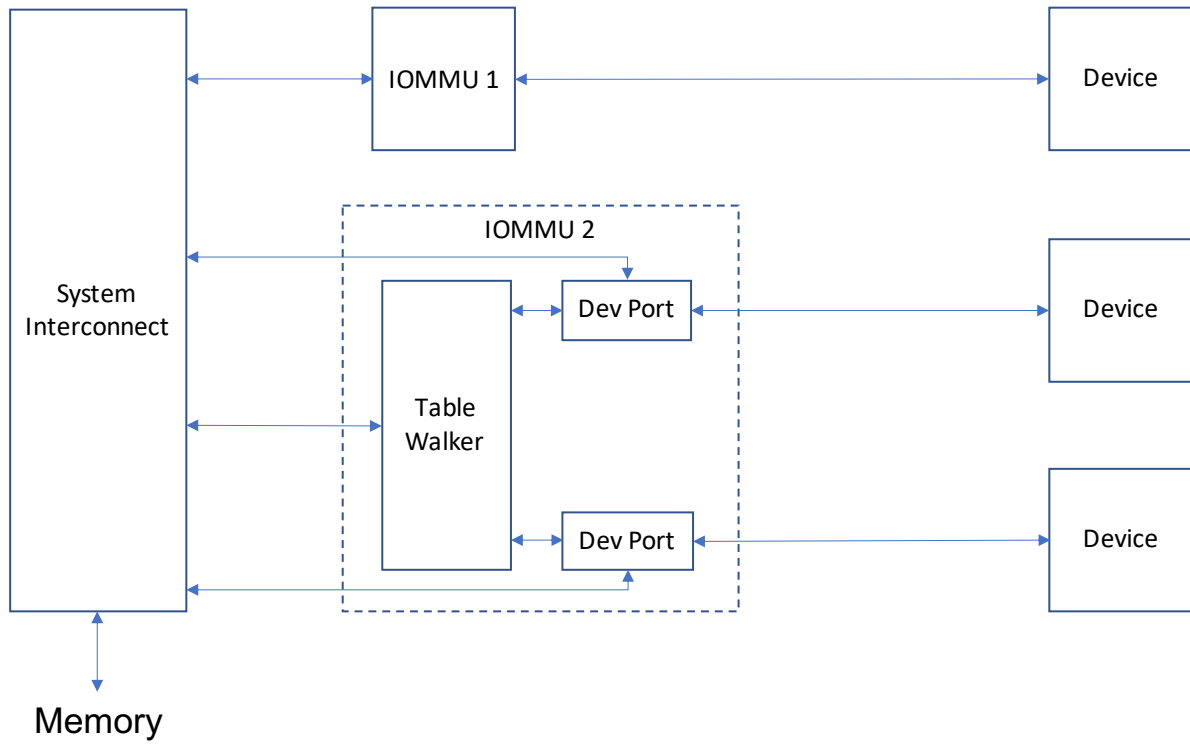 IOMMU 1
Device
IOMMU 2
System
Interconnect
Dev Port
Device
Table
Walker
Dev Port
Device
Memory